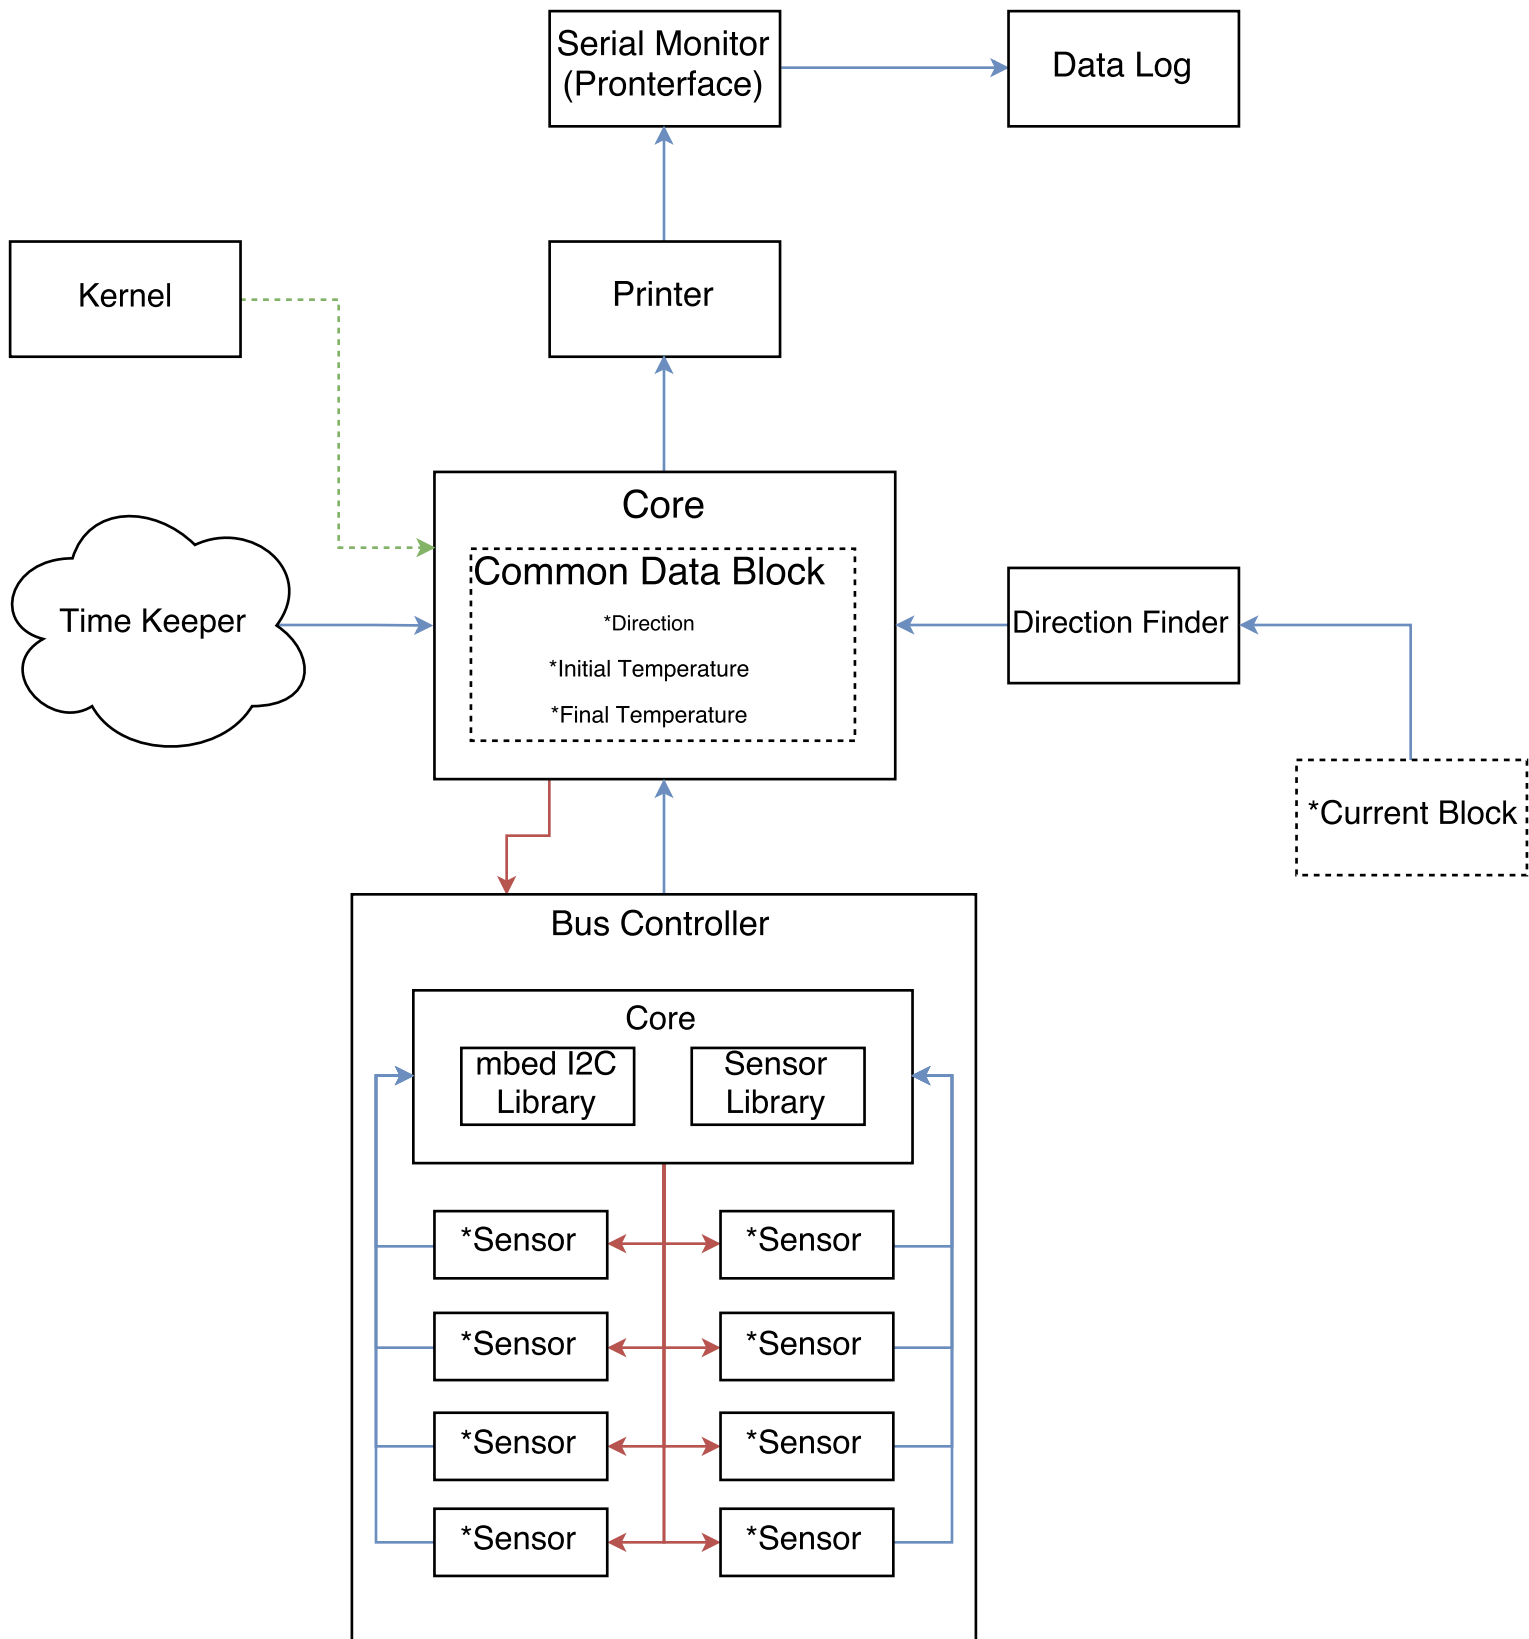 Serial Monitor
(Pronterface)
Data Log
Kernel
Printer
Core
Common Data Block
*Direction
*Initial Temperature
*Final Temperature
Time Keeper
Direction Finder
*Current Block
Bus Controller
Core
mbed I2C
Library
Sensor
Library
*Sensor
*Sensor
*Sensor
*Sensor
*Sensor
*Sensor
*Sensor
*Sensor